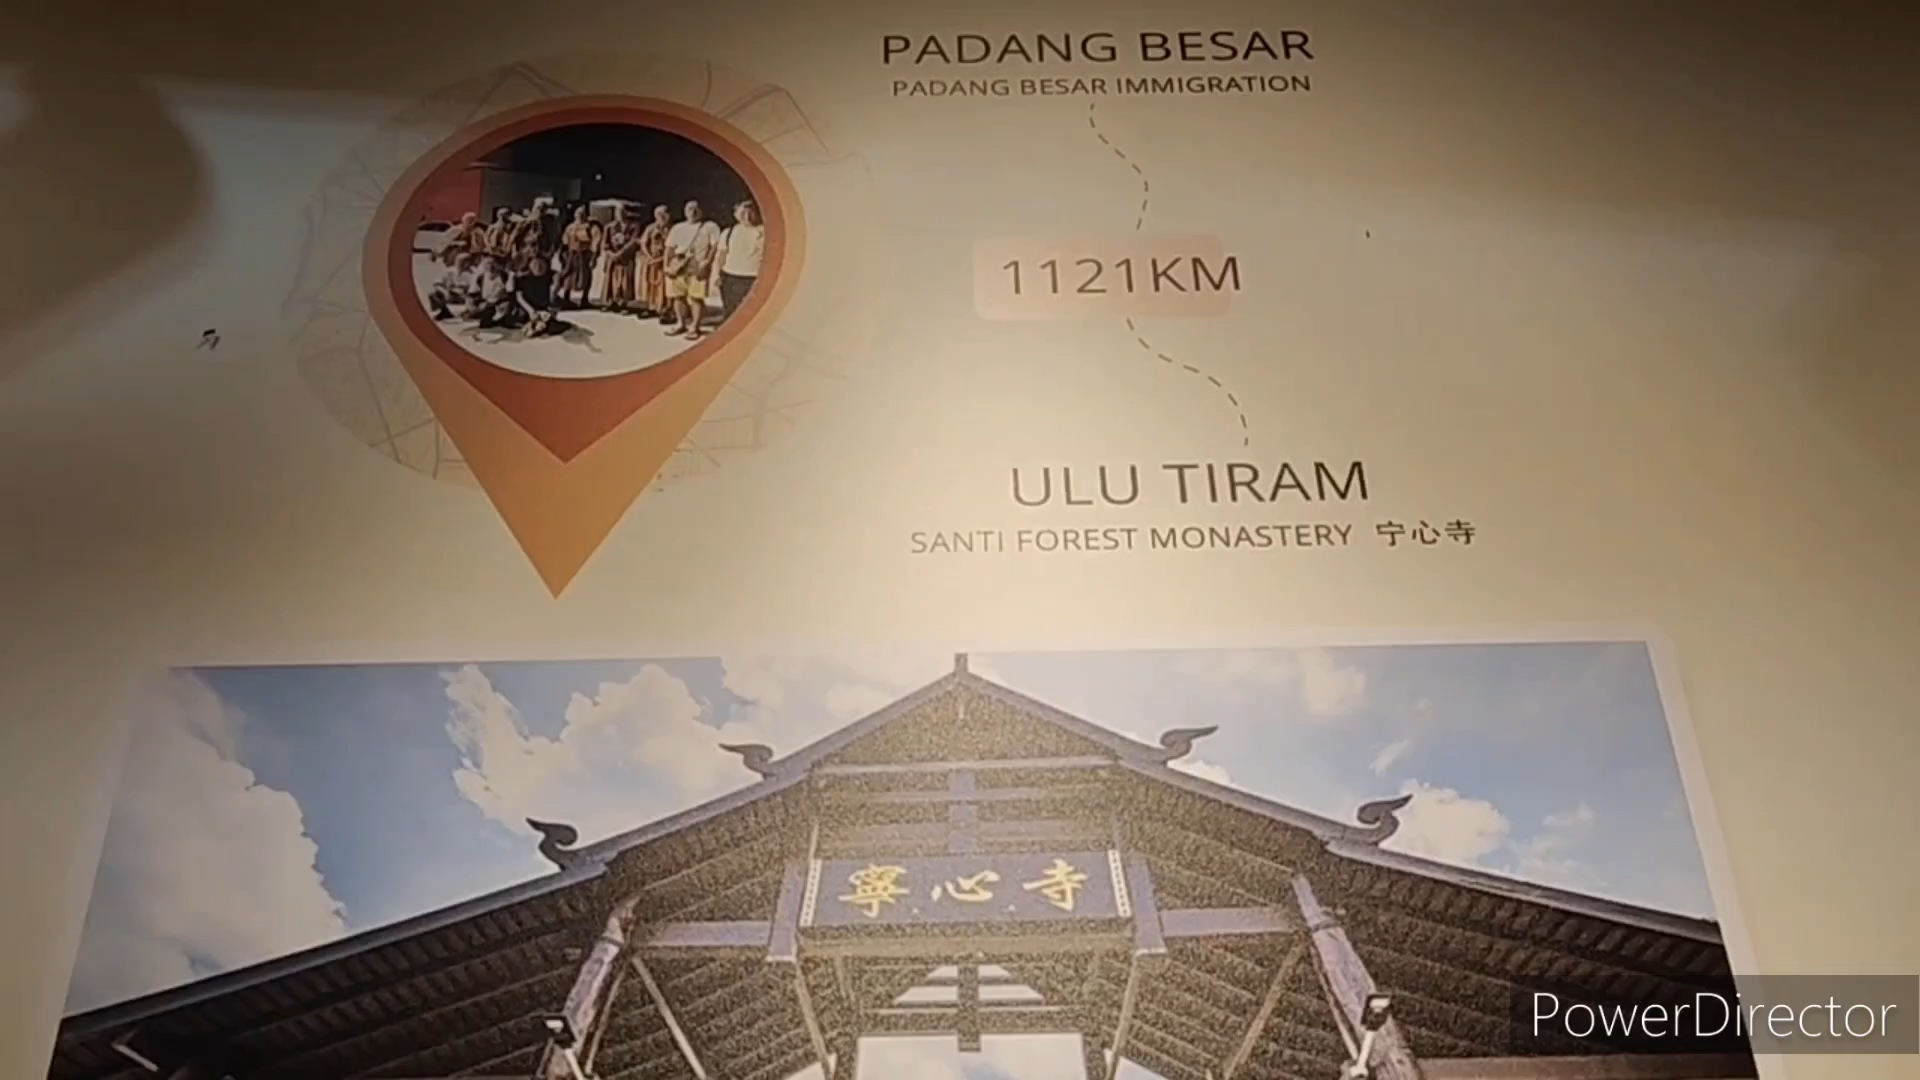 PADANG BESAR
PADANG BESAR IMMIGRATION
1121KM
ULU TIRAM
SANTI FOREST MONASTERY 宁心寺
寧心寺
PowerDirector